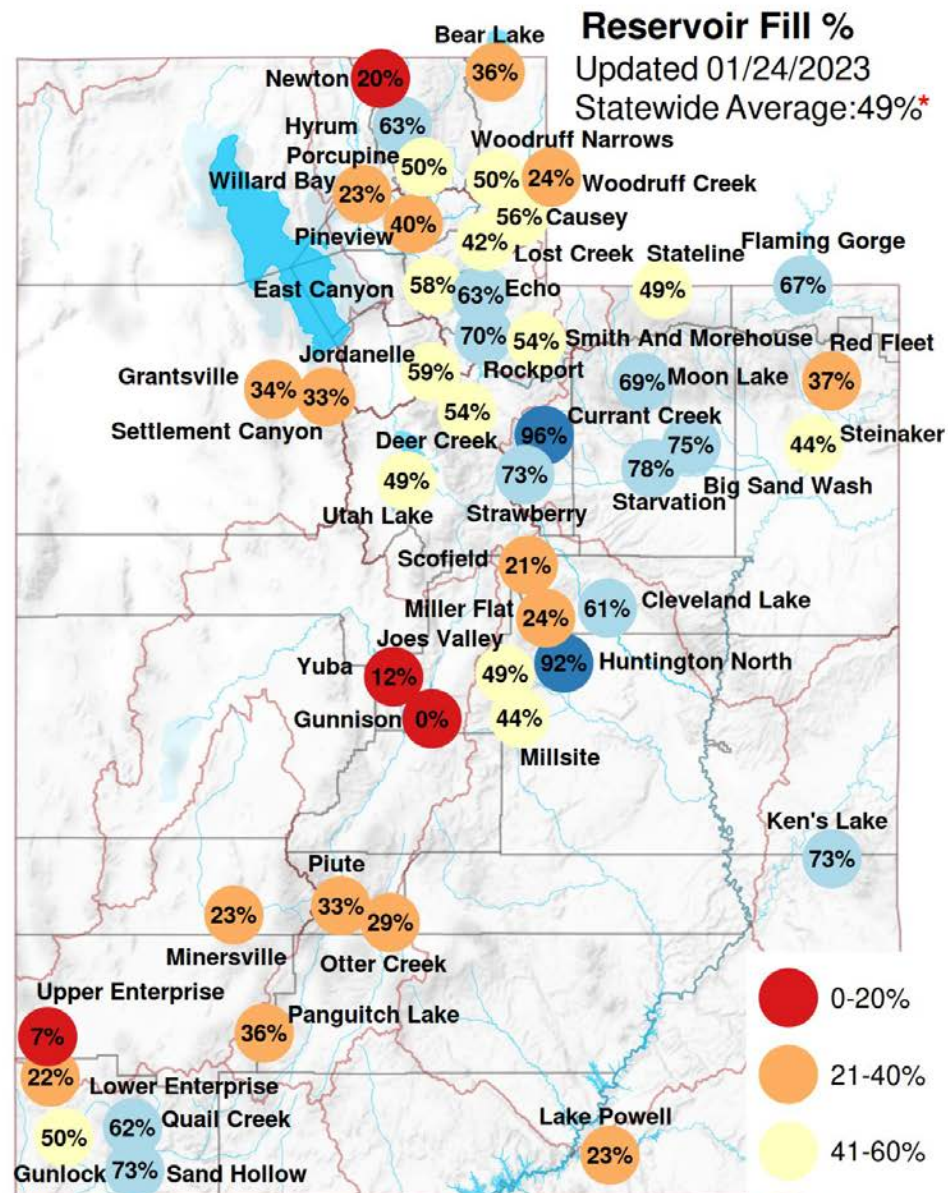 Reservoir Fill %
Updated 01/24/2023
Statewide Average:49%*
Bear Lake
36%
Newton
20%
Hyrum
63%
Porcupine
50%
Woodruff Narrows
50%
24%
Woodruff Creek
Willard Bay
23%
Pineview
40%
56%
Causey
42%
Lost Creek
Stateline
49%
Flaming Gorge
67%
East Canyon
58%
63%
Echo
70%
Rockport
54%
Smith And Morehouse
Red Fleet
37%
Jordanelle
59%
Grantsville
34%
33%
Settlement Canyon
69%
Moon Lake
54%
Deer Creek
Currant Creek
96%
75%
Big Sand Wash
78%
Starvation
44%
Steinaker
49%
Utah Lake
73%
Strawberry
Scofield
21%
Miller Flat
24%
61%
Cleveland Lake
Joes Valley
49%
92%
Huntington North
Yuba
12%
Gunnison
0%
44%
Millsite
Ken's Lake
73%
Piute
33%
29%
Otter Creek
23%
Minersville
Upper Enterprise
7%
Panguitch Lake
36%
22%
Lower Enterprise
62%
Quail Creek
50%
Gunlock
73%
Sand Hollow
Lake Powell
23%
0-20%
21-40%
41-60%